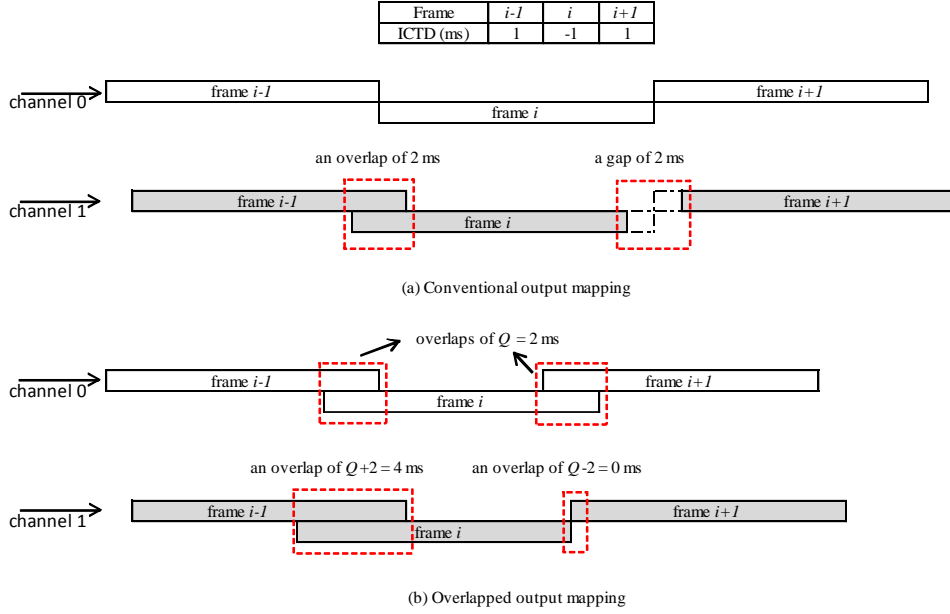 Frame i-1 i i+1
ICTD (ms) 1 -1 1
channel 0
frame i-1
frame i
frame i+1
an overlap of 2 ms
a gap of 2 ms
channel 1
frame i-1
frame i
frame i+1
(a) Conventional output mapping
overlaps of Q = 2 ms
channel 0
frame i-1
frame i
frame i+1
an overlap of Q+2 = 4 ms
an overlap of Q-2 = 0 ms
channel 1
frame i-1
frame i
frame i+1
(b) Overlapped output mapping